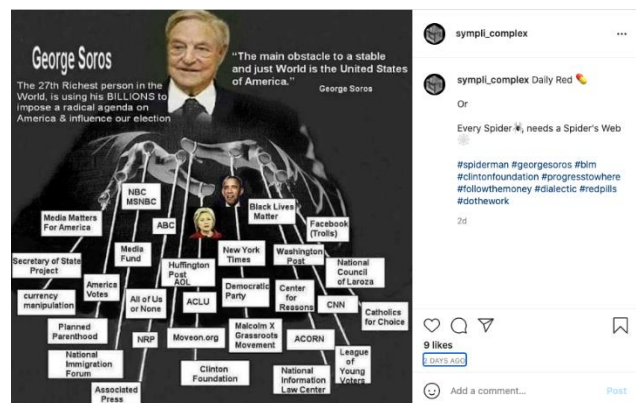 George Soros
The 27th Richest person in the
World, is using his BILLIONS to
impose a radical agenda on
America & influence our election
"The main obstacle to a stable
and just World is the United States
of America."
George Soros
Media Matters
For America
NBC
MSNBC
ABC
Black Lives
Matter
Facebook
(Trolls)
Secretary of State
Project
Media
Fund
Huffington
Post
AOL
New York
Times
Washington
Post
National
Council
of Laroza
currency
manipulation
America
Votes
All of Us
or None
ACLU
Democratic
Party
Center
for
Reasons
CNN
Catholics
for Choice
Planned
Parenthood
NRP
Moveon.org
Malcolm X
Grassroots
Movement
ACORN
National
Immigration
Forum
Clinton
Foundation
National
Information
Law Center
League
of
Young
Voters
Associated
Press
sympli_complex
sympli_complex Daily Red 💊
Or
Every Spider🕷, needs a Spider's Web
🕸
#spiderman #georgesoros #blm
#clintonfoundation #progresstowhere
#followthemoney #dialectic #redpills
#dothework
2d
9 likes
2 DAYS AGO
Add a comment...
Post